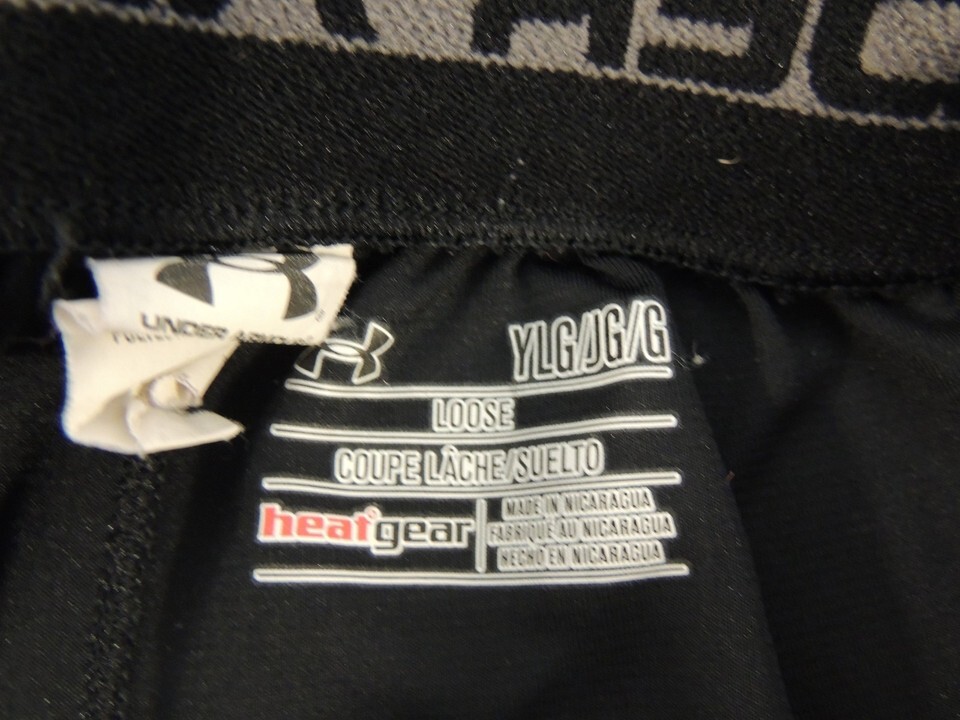 UNDER ARMOUR
YLG/JG/G
LOOSE
COUPE LÂCHE/SUELTO
heatgear
MADE IN NICARAGUA
FABRIQUÉ AU NICARAGUA
HECHO EN NICARAGUA